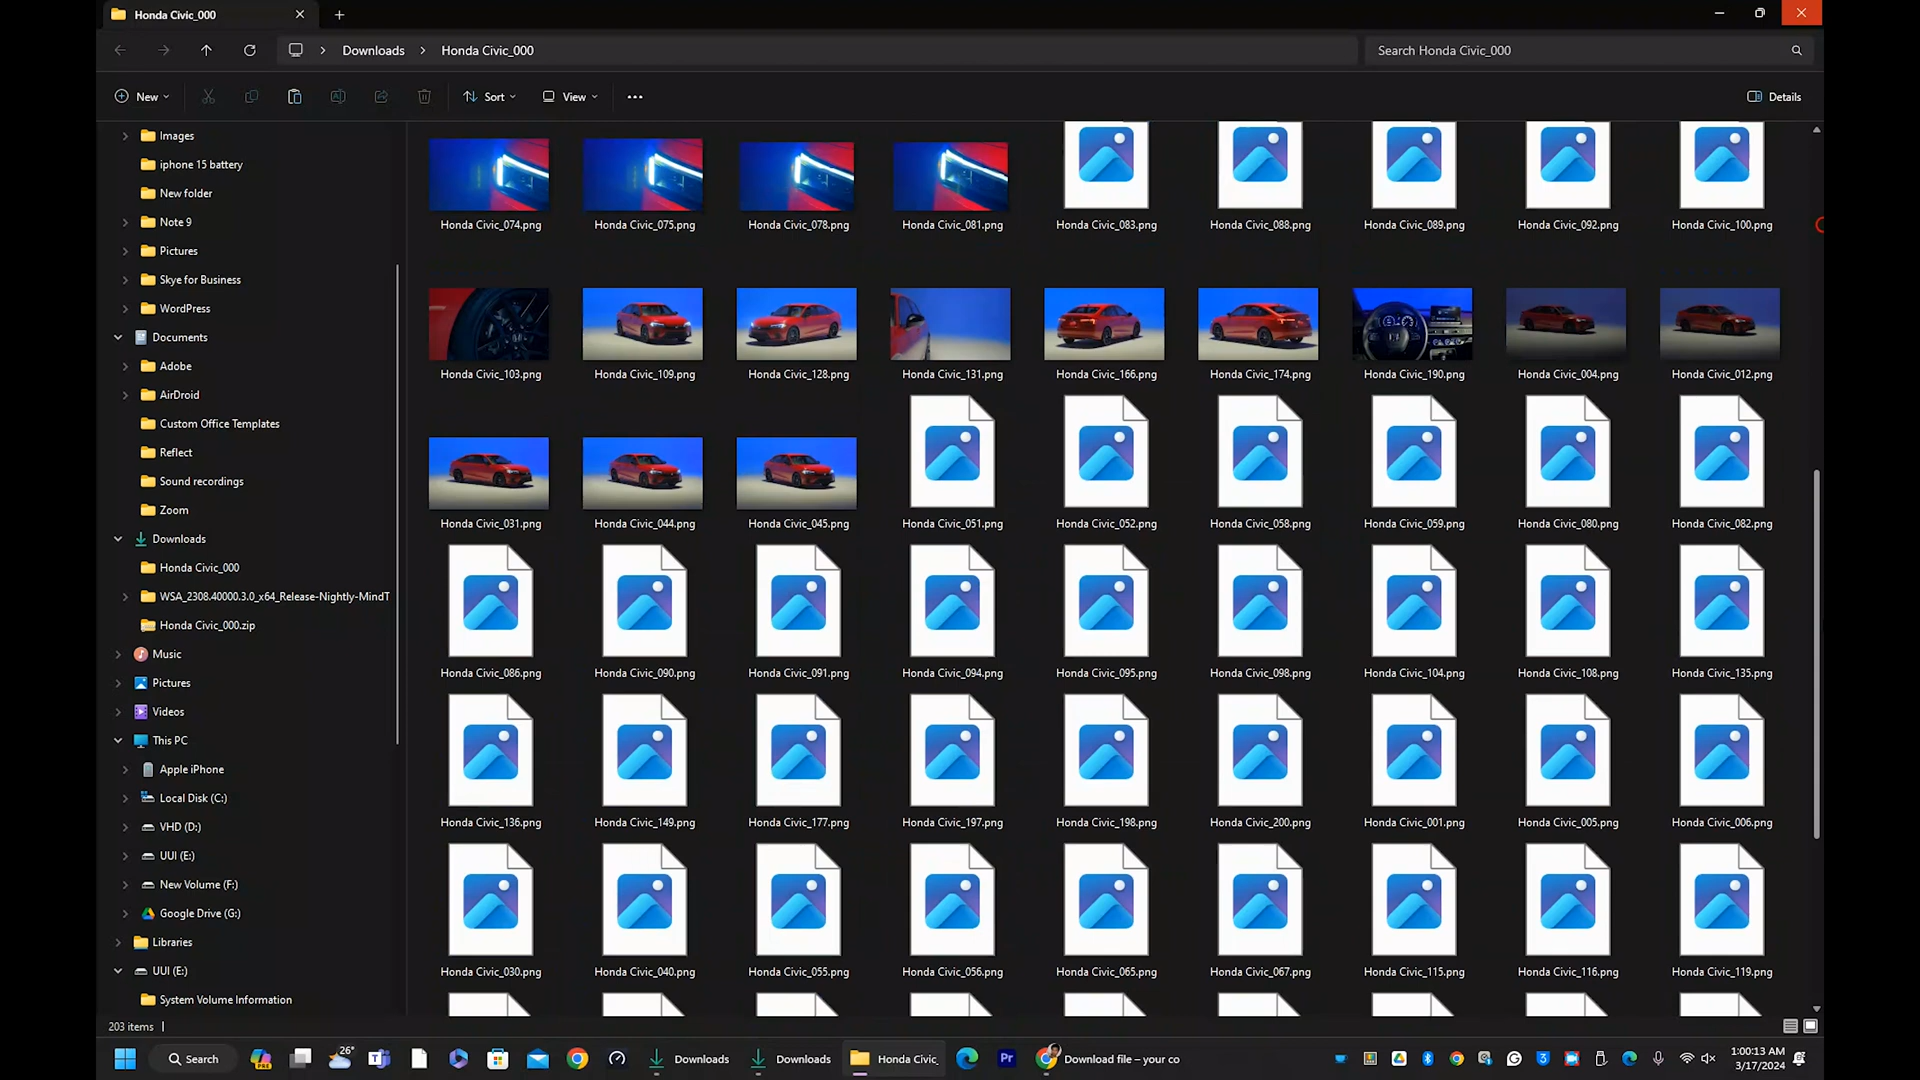 Honda Civic_000
Downloads
Honda Civic_000
Search Honda Civic_000
New
Sort
View
Details
Images
iphone 15 battery
New folder
Note 9
Pictures
Skye for Business
WordPress
Documents
Adobe
AirDroid
Custom Office Templates
Reflect
Sound recordings
Zoom
Downloads
Honda Civic_000
WSA_2308.40000.3.0_x64_Release-Nightly-MindT
Honda Civic_000.zip
Music
Pictures
Videos
This PC
Apple iPhone
Local Disk (C:)
VHD (D:)
UUI (E:)
New Volume (F:)
Google Drive (G:)
Libraries
UUI (E:)
System Volume Information
Honda Civic_074.png Honda Civic_075.png Honda Civic_078.png Honda Civic_081.png Honda Civic_083.png Honda Civic_088.png Honda Civic_089.png Honda Civic_092.png Honda Civic_100.png
Honda Civic_103.png Honda Civic_109.png Honda Civic_128.png Honda Civic_131.png Honda Civic_166.png Honda Civic_174.png Honda Civic_190.png Honda Civic_004.png Honda Civic_012.png
Honda Civic_031.png Honda Civic_044.png Honda Civic_045.png Honda Civic_051.png Honda Civic_052.png Honda Civic_058.png Honda Civic_059.png Honda Civic_080.png Honda Civic_082.png
Honda Civic_086.png Honda Civic_090.png Honda Civic_091.png Honda Civic_094.png Honda Civic_095.png Honda Civic_098.png Honda Civic_104.png Honda Civic_108.png Honda Civic_135.png
Honda Civic_136.png Honda Civic_149.png Honda Civic_177.png Honda Civic_197.png Honda Civic_198.png Honda Civic_200.png Honda Civic_001.png Honda Civic_005.png Honda Civic_006.png
Honda Civic_030.png Honda Civic_040.png Honda Civic_055.png Honda Civic_056.png Honda Civic_065.png Honda Civic_067.png Honda Civic_115.png Honda Civic_116.png Honda Civic_119.png
203 items
Search
PRE
26°
Downloads
Downloads
Honda Civic_
Pr
Download file – your co
1:00:13 AM
3/17/2024